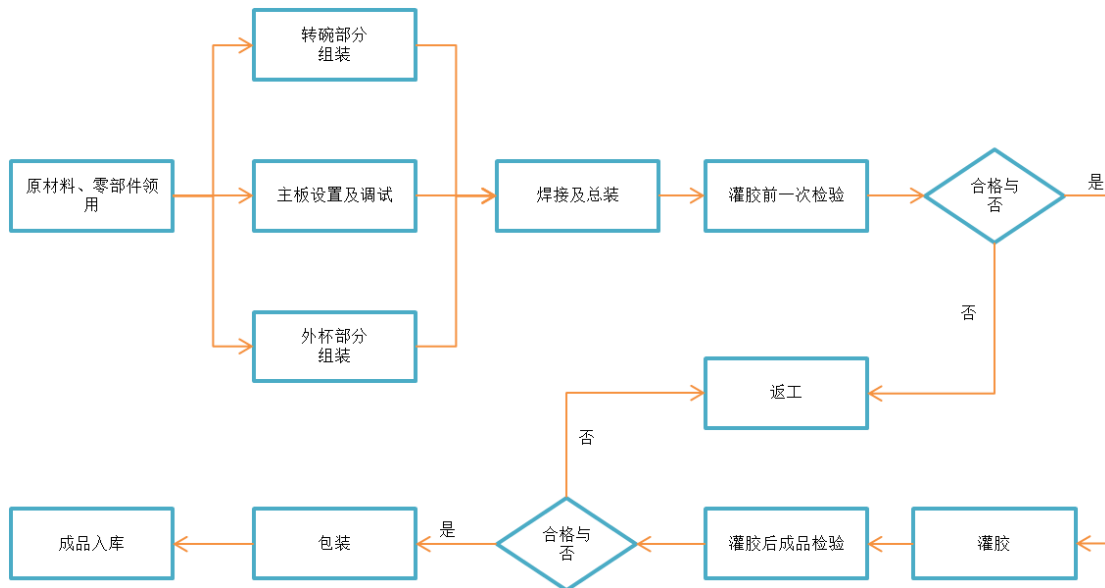 转碗部分
组装
原材料、零部件领
用
主板设置及调试
焊接及总装
灌胶前一次检验
合格与
否
是
外杯部分
组装
否
返工
否
成品入库
包装
是
合格与
否
灌胶后成品检验
灌胶